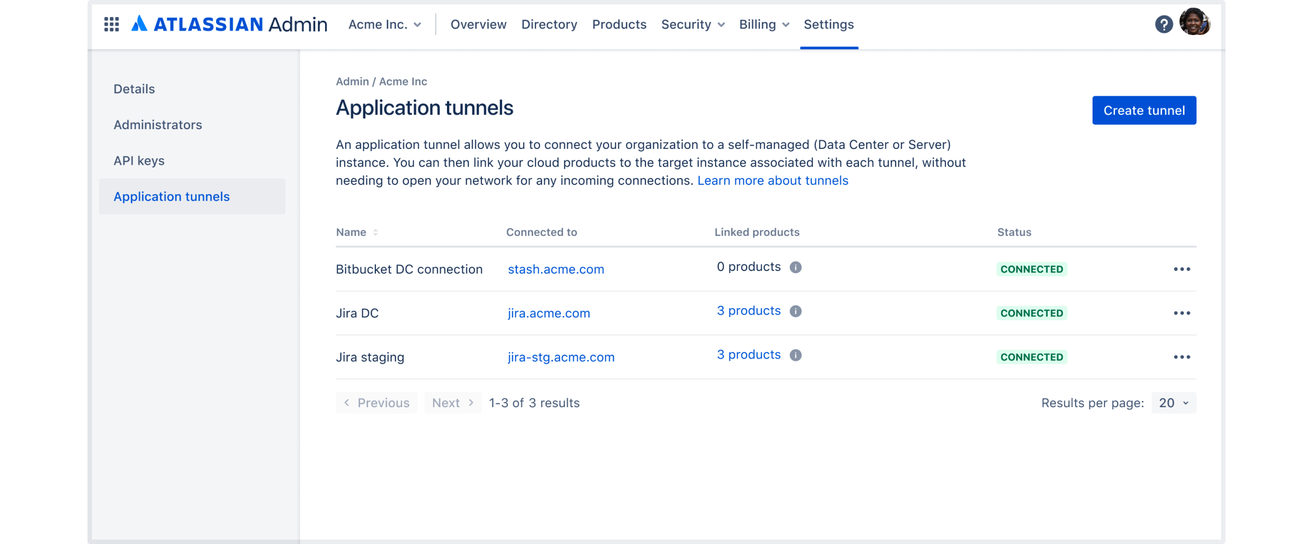 ATLASSIAN Admin Acme Inc. Overview Directory Products Security Billing Settings ?
Details
Administrators
API keys
Application tunnels
Admin / Acme Inc
Application tunnels
Create tunnel
An application tunnel allows you to connect your organization to a self-managed (Data Center or Server)
instance. You can then link your cloud products to the target instance associated with each tunnel, without
needing to open your network for any incoming connections. Learn more about tunnels
Name Connected to Linked products Status
Bitbucket DC connection stash.acme.com 0 products i CONNECTED •••
Jira DC jira.acme.com 3 products i CONNECTED •••
Jira staging jira-stg.acme.com 3 products i CONNECTED •••
Previous Next 1-3 of 3 results Results per page: 20